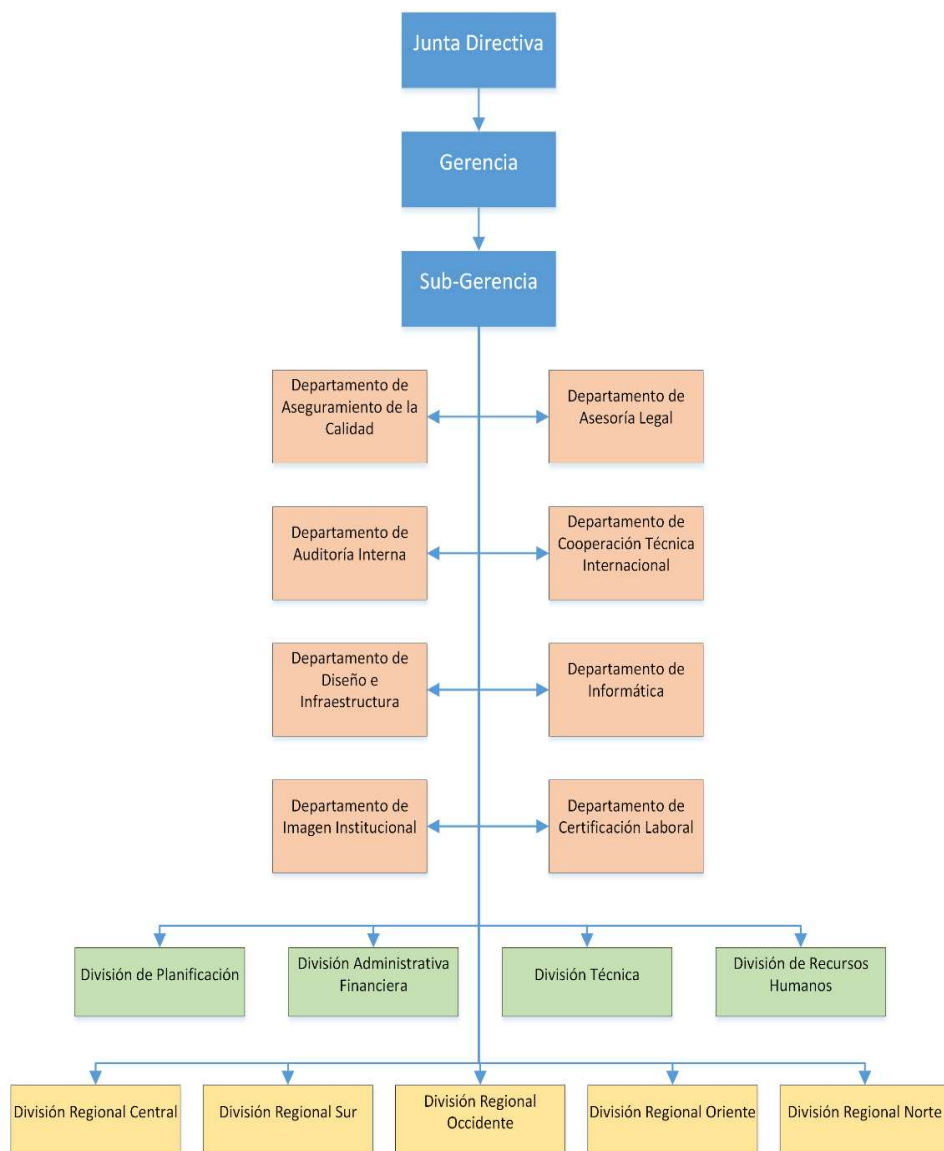 Junta Directiva
Gerencia
Sub-Gerencia
Departamento de
Aseguramiento de la
Calidad
Departamento de
Asesoría Legal
Departamento de
Auditoría Interna
Departamento de
Cooperación Técnica
Internacional
Departamento de
Diseño e
Infraestructura
Departamento de
Informática
Departamento de
Imagen Institucional
Departamento de
Certificación Laboral
División de Planificación
División Administrativa
Financiera
División Técnica
División de Recursos
Humanos
División Regional Central
División Regional Sur
División Regional
Occidente
División Regional Oriente
División Regional Norte